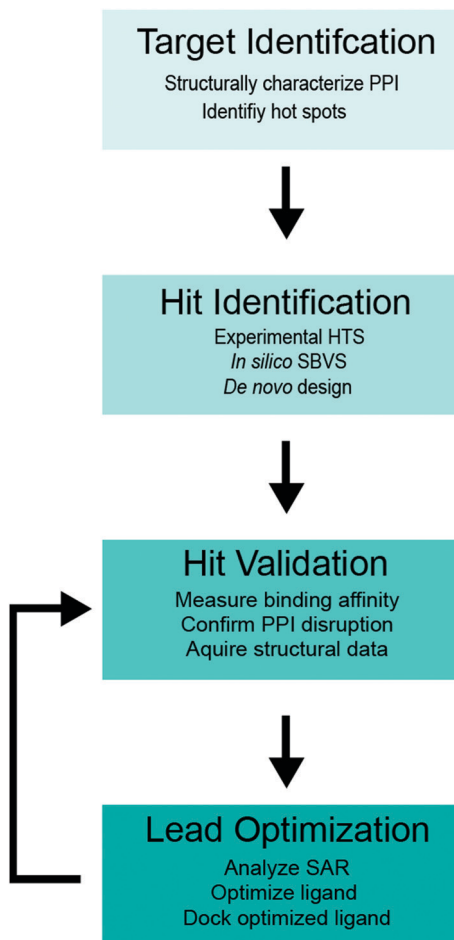 Target Identifcation
Structurally characterize PPI
Identifiy hot spots
Hit Identification
Experimental HTS
In silico SBVS
De novo design
Hit Validation
Measure binding affinity
Confirm PPI disruption
Aquire structural data
Lead Optimization
Analyze SAR
Optimize ligand
Dock optimized ligand